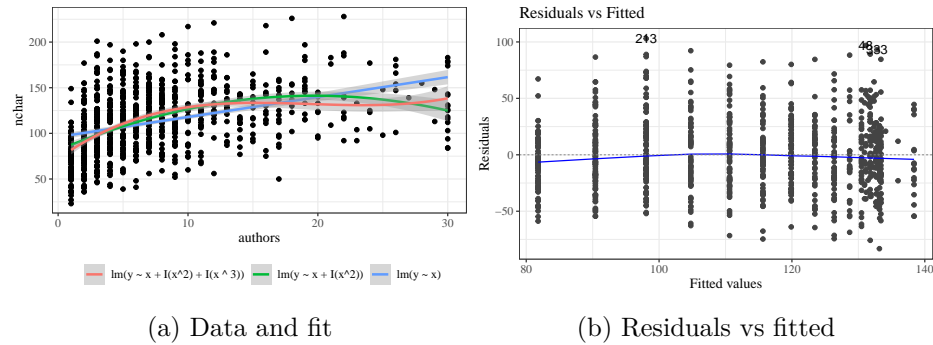 Residuals vs Fitted
200
150
100
50
nchar
0
10
20
30
authors
lm(y ~ x + I(x^2) + I(x ^ 3))
lm(y ~ x + I(x^2))
lm(y ~ x)
213
100
50
0
−50
Residuals
80
100
120
140
Fitted values
(a) Data and fit
(b) Residuals vs fitted